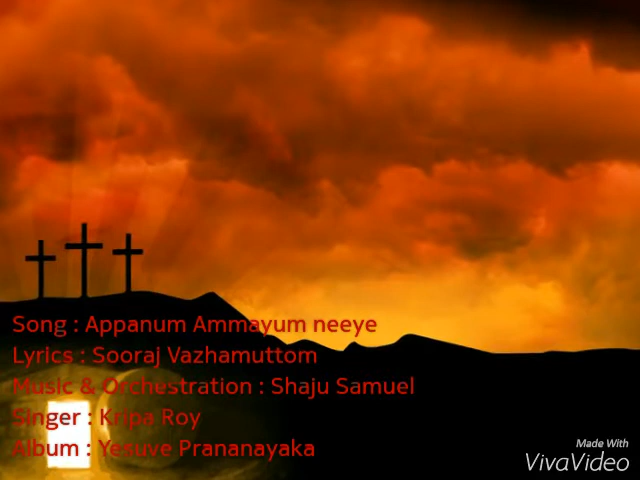 Song : Appanum Ammayum neeye
Lyrics : Sooraj Vazhamuttom
Music & Orchestration : Shaju Samuel
Singer : Kripa Roy
Album : Yesuve Prananayaka
Made With
VivaVideo